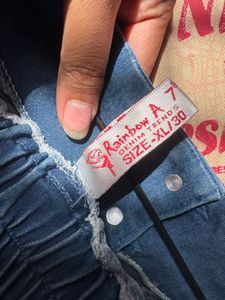 Rainbow A 7
DENIM TRENDS
SIZE-XL/30